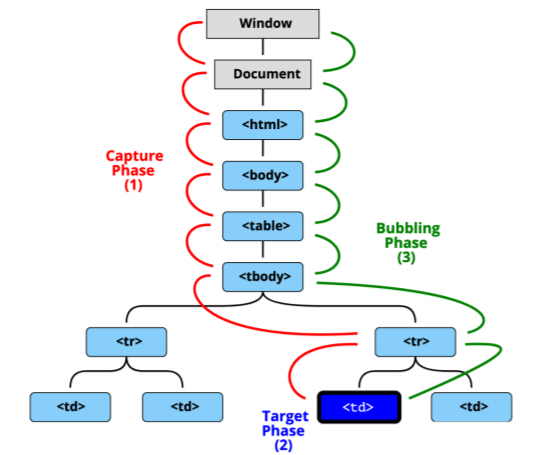 Window
Document
<html>
<body>
<table>
<tbody>
Capture
Phase
(1)
Bubbling
Phase
(3)
<tr>
<tr>
<td>
<td>
<td>
<td>
Target
Phase
(2)